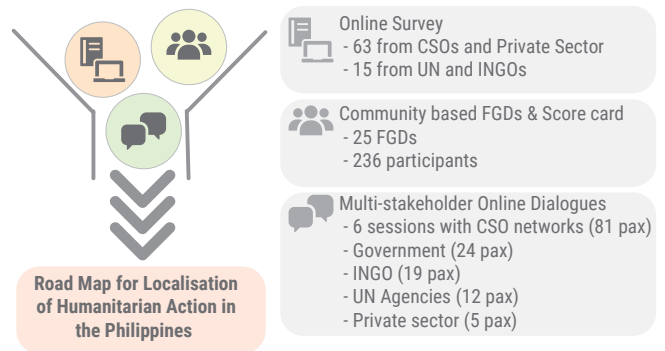 Online Survey
- 63 from CSOs and Private Sector
- 15 from UN and INGOs
Community based FGDs & Score card
- 25 FGDs
- 236 participants
Multi-stakeholder Online Dialogues
- 6 sessions with CSO networks (81 pax)
- Government (24 pax)
- INGO (19 pax)
- UN Agencies (12 pax)
- Private sector (5 pax)
Road Map for Localisation
of Humanitarian Action in
the Philippines